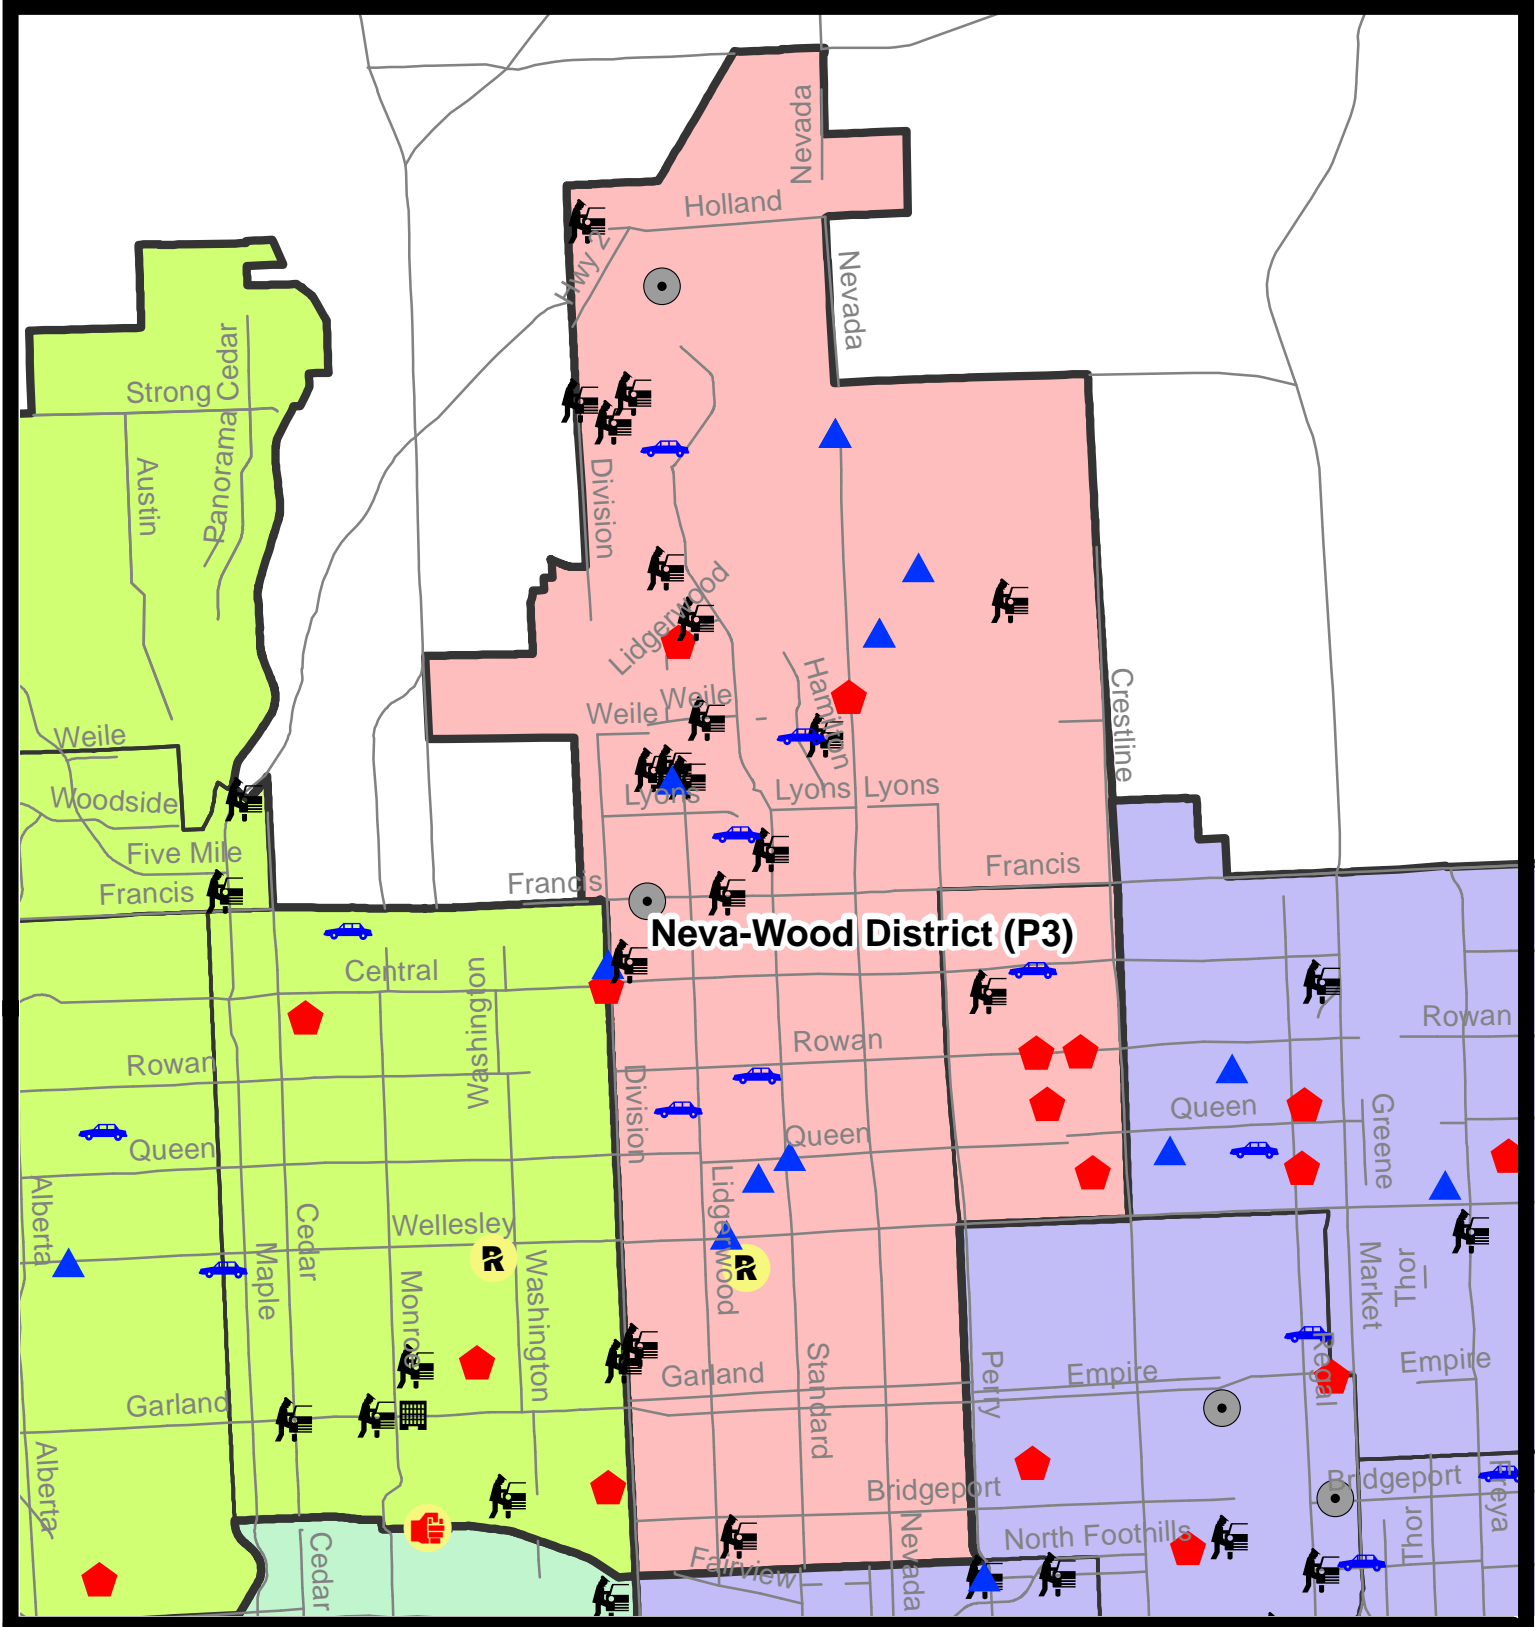 Nevada
Holland
Hwy 2
Nevada
Strong
Panorama Cedar
Austin
Division
Lidgerwood
Hamilton
Crestline
Weile
Weile
Weile
Woodside
Lyons
Lyons
Lyons
Five Mile
Francis
Francis
Francis
Neva-Wood District (P3)
Central
Washington
Rowan
Rowan
Rowan
Division
Queen
Queen
Queen
Greene
Alberta
Cedar
Maple
Wellesley
Monroe
Washington
R
Lidgerwood
R
Standard
Perry
Market
Thor
Regal
Garland
Garland
Empire
Empire
Alberta
Bridgeport
Bridgeport
Freya
Cedar
Fairview
Nevada
North Foothills
Thor